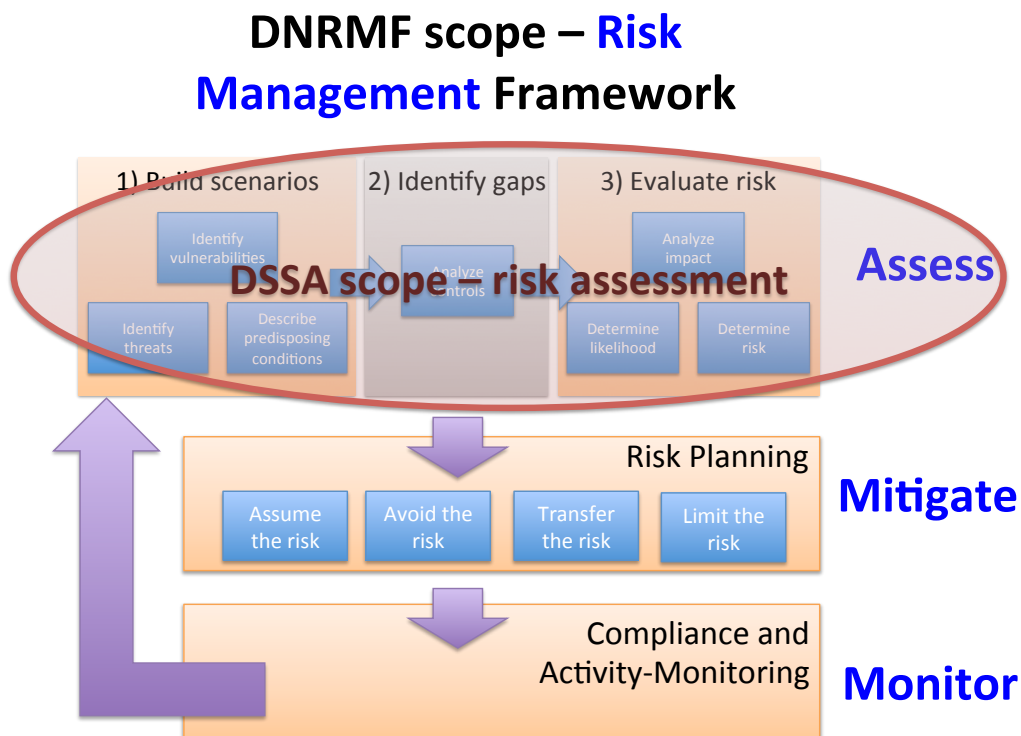 DNRMF scope – Risk
Management Framework
1) Build scenarios
2) Identify gaps
3) Evaluate risk
Identify
vulnerabilities
Analyze
impact
Assess
DSSA scope – risk assessment
Analyze
controls
Identify
threats
Describe
predisposing
conditions
Determine
likelihood
Determine
risk
Risk Planning
Mitigate
Assume
the risk
Avoid the
risk
Transfer
the risk
Limit the
risk
Compliance and
Activity-Monitoring
Monitor